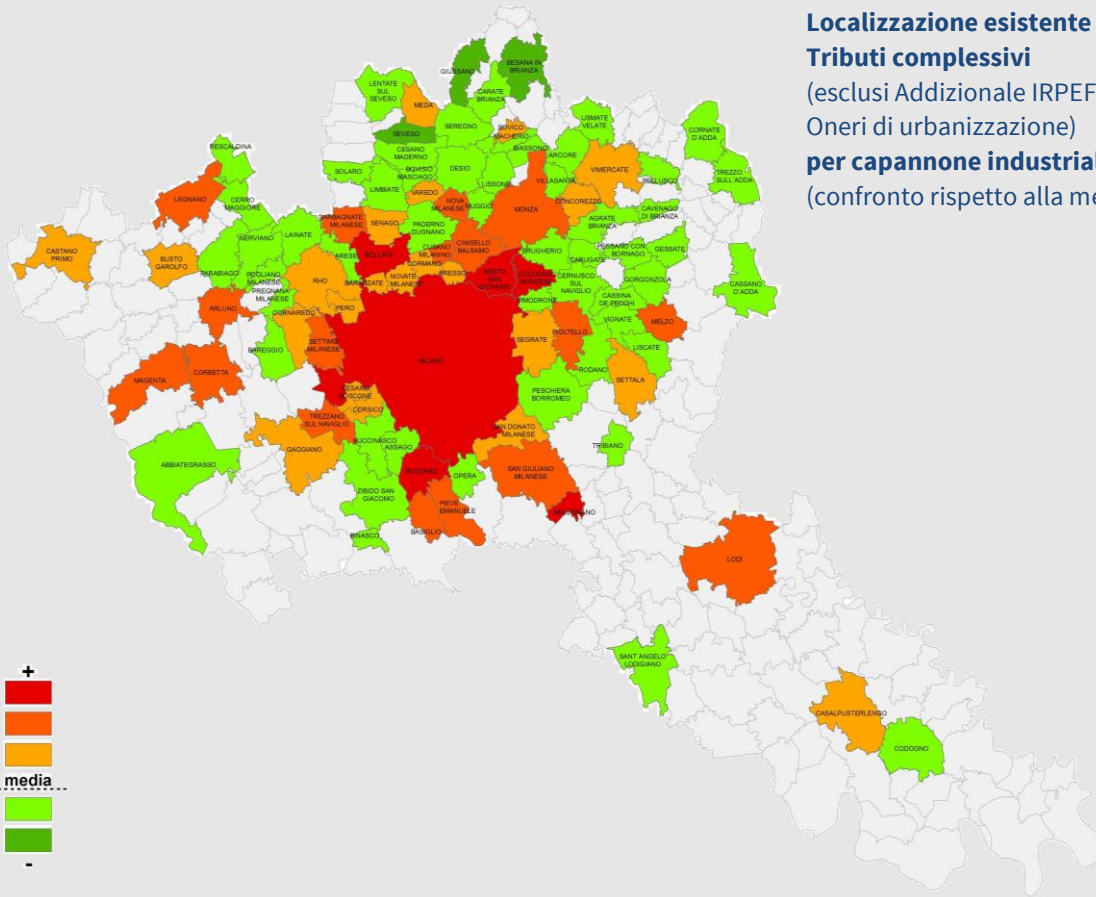 Localizzazione esistente
Tributi complessivi
(esclusi Addizionale IRPEF
Oneri di urbanizzazione)
per capannone industrial
(confronto rispetto alla me
GIUSSANO
BESANA IN
BRIANZA
LENTATE
SUL
SEVESO
MEDA
CARATE
BRIANZA
SEVESO
SEREGNO
SOVICO
MACHERIO
USMATE
VELATE
CORNATE
D'ADDA
RESCALDINA
CESANO
MADERNO
BIASSONO
ARCORE
SOLARO
BOVISIO
MASCIAGO
DESIO
LISSONE
VILLASANTA
VIMERCATE
BELLUSCO
TREZZO
SULL'ADDA
LEGNANO
CERRO
MAGGIORE
LIMBIATE
VAREDO
NOVA
MILANESE
MUGGIO'
MONZA
CONCOREZZO
CAVENAGO
DI BRIANZA
GARBAGNATE
MILANESE
SENAGO
PADERNO
DUGNANO
AGRATE
BRIANZA
NERVIANO
LAINATE
CASTANO
PRIMO
BUSTO
GAROLFO
ARESE
BOLLATE
CUSANO
MILANINO
CINISELLO
BALSAMO
BRUGHERIO
CARUGATE
PESSANO CON
BORNAGO
GESSATE
CORMANO
PARABIAGO
POGLIANO
MILANESE
RHO
BARANZATE
NOVATE
MILANESE
BRESSO
SESTO
SAN
GIOVANNI
COLOGNO
MONZESE
CERNUSCO
SUL
NAVIGLIO
GORGONZOLA
CASSANO
D'ADDA
PREGNANA
MILANESE
VIMODRONE
CASSINA
DE PECCHI
ARLUNO
CORNAREDO
PERO
VIGNATE
MELZO
PIOLTELLO
SETTIMO
MILANESE
BAREGGIO
SEGRATE
LISCATE
MILANO
MAGENTA
CORBETTA
RODANO
SETTALA
CESANO
BOSCONE
PESCHIERA
BORROMEO
CORSICO
TREZZANO
SUL NAVIGLIO
SAN DONATO
MILANESE
BUCCINASCO
ASSAGO
TRIBIANO
GAGGIANO
ABBIATEGRASSO
ROZZANO
OPERA
SAN GIULIANO
MILANESE
ZIBIDO SAN
GIACOMO
PIEVE
EMANUELE
MELEGNANO
BASIGLIO
BINASCO
LODI
SANT'ANGELO
LODIGIANO
CASALPUSTERLENGO
CODOGNO
+
media
-